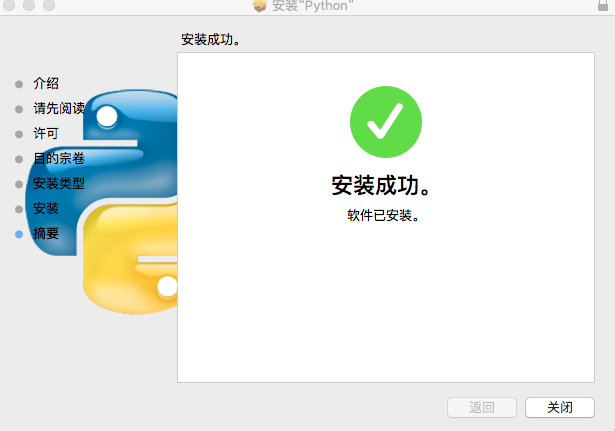 安装“Python”
安装成功。
介绍
请先阅读
许可
目的宗卷
安装类型
安装
摘要
安装成功。
软件已安装。
返回
关闭